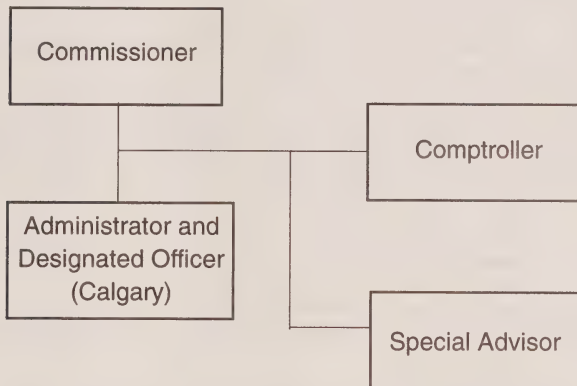 Commissioner
Comptroller
Administrator and
Designated Officer
(Calgary)
Special Advisor